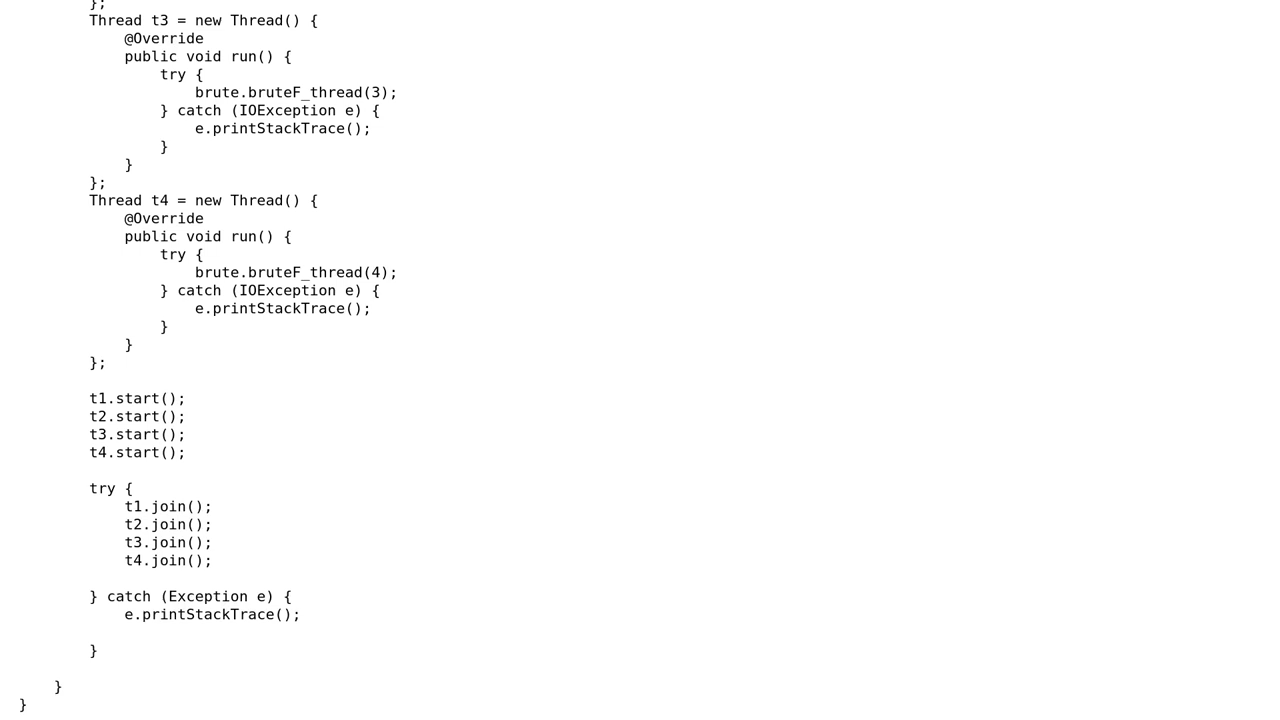 };
        Thread t3 = new Thread() {
            @Override
            public void run() {
                try {
                    brute.bruteF_thread(3);
                } catch (IOException e) {
                    e.printStackTrace();
                }
            }
        };
        Thread t4 = new Thread() {
            @Override
            public void run() {
                try {
                    brute.bruteF_thread(4);
                } catch (IOException e) {
                    e.printStackTrace();
                }
            }
        };

        t1.start();
        t2.start();
        t3.start();
        t4.start();

        try {
            t1.join();
            t2.join();
            t3.join();
            t4.join();

        } catch (Exception e) {
            e.printStackTrace();

        }

    }
}